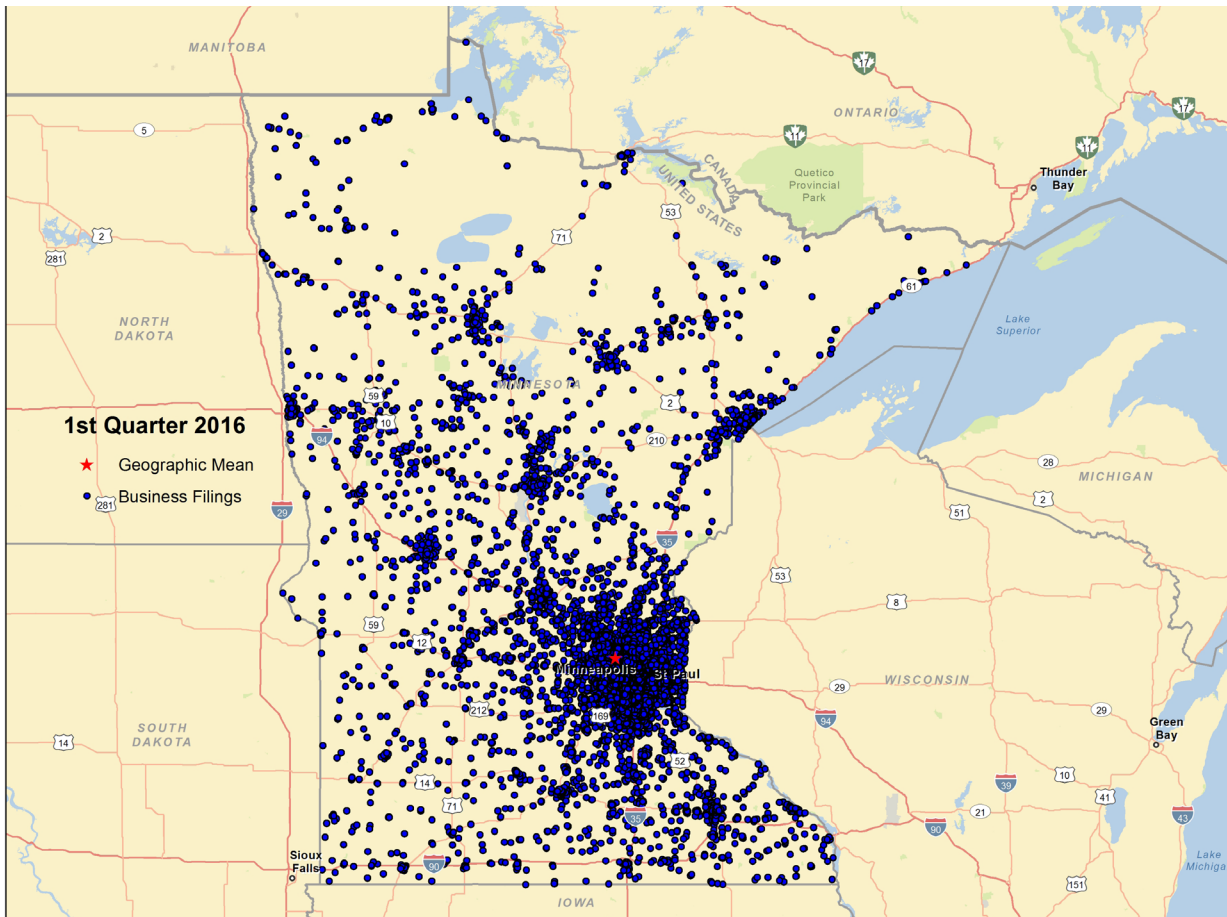 MANITOBA
17
ONTARIO
17
5
11
11
CANADA
UNITED STATES
Quetico
Provincial
Park
Thunder
Bay
53
2
71
281
61
NORTH
DAKOTA
Lake
Superior
MINNESOTA
59
2
1st Quarter 2016
10
94
210
Geographic Mean
28
MICHIGAN
Business Filings
281
2
29
51
35
53
8
59
12
Minneapolis
St Paul
WISCONSIN
29
212
169
94
29
SOUTH
DAKOTA
Green
Bay
14
52
14
10
39
41
71
35
21
43
90
Sioux
Falls
90
Lake
Michigan
151
IOWA